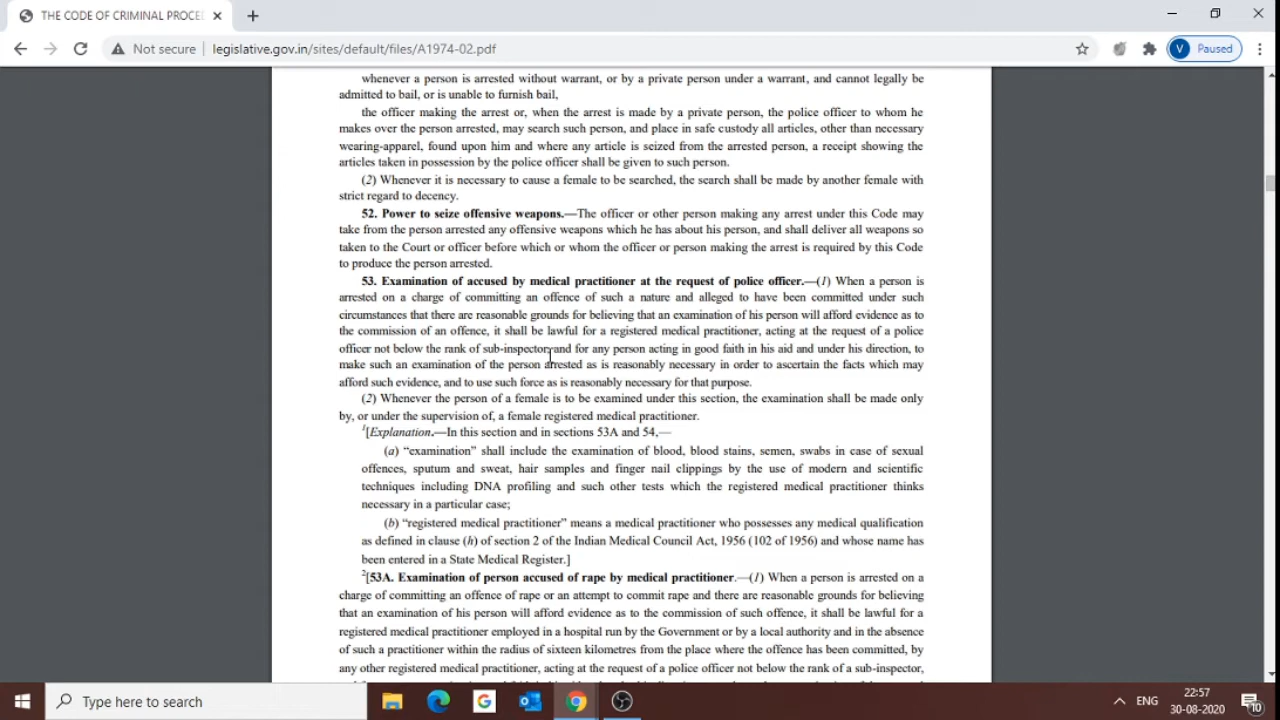 THE CODE OF CRIMINAL PROCE
Not secure legislative.gov.in/sites/default/files/A1974-02.pdf
V Paused
whenever a person is arrested without warrant, or by a private person under a warrant, and cannot legally be
admitted to bail, or is unable to furnish bail,
the officer making the arrest or, when the arrest is made by a private person, the police officer to whom he
makes over the person arrested, may search such person, and place in safe custody all articles, other than necessary
wearing-apparel, found upon him and where any article is seized from the arrested person, a receipt showing the
articles taken in possession by the police officer shall be given to such person.
(2) Whenever it is necessary to cause a female to be searched, the search shall be made by another female with
strict regard to decency.
52. Power to seize offensive weapons.—The officer or other person making any arrest under this Code may
take from the person arrested any offensive weapons which he has about his person, and shall deliver all weapons so
taken to the Court or officer before which or whom the officer or person making the arrest is required by this Code
to produce the person arrested.
53. Examination of accused by medical practitioner at the request of police officer.—(1) When a person is
arrested on a charge of committing an offence of such a nature and alleged to have been committed under such
circumstances that there are reasonable grounds for believing that an examination of his person will afford evidence as to
the commission of an offence, it shall be lawful for a registered medical practitioner, acting at the request of a police
officer not below the rank of sub-inspector, and for any person acting in good faith in his aid and under his direction, to
make such an examination of the person arrested as is reasonably necessary in order to ascertain the facts which may
afford such evidence, and to use such force as is reasonably necessary for that purpose.
(2) Whenever the person of a female is to be examined under this section, the examination shall be made only
by, or under the supervision of, a female registered medical practitioner.
1[Explanation.—In this section and in sections 53A and 54,—
(a) “examination” shall include the examination of blood, blood stains, semen, swabs in case of sexual
offences, sputum and sweat, hair samples and finger nail clippings by the use of modern and scientific
techniques including DNA profiling and such other tests which the registered medical practitioner thinks
necessary in a particular case;
(b) “registered medical practitioner” means a medical practitioner who possesses any medical qualification
as defined in clause (h) of section 2 of the Indian Medical Council Act, 1956 (102 of 1956) and whose name has
been entered in a State Medical Register.]
2[53A. Examination of person accused of rape by medical practitioner.—(1) When a person is arrested on a
charge of committing an offence of rape or an attempt to commit rape and there are reasonable grounds for believing
that an examination of his person will afford evidence as to the commission of such offence, it shall be lawful for a
registered medical practitioner employed in a hospital run by the Government or by a local authority and in the absence
of such a practitioner within the radius of sixteen kilometres from the place where the offence has been committed, by
any other registered medical practitioner, acting at the request of a police officer not below the rank of a sub-inspector,
Type here to search
ENG
22:57
30-08-2020
10